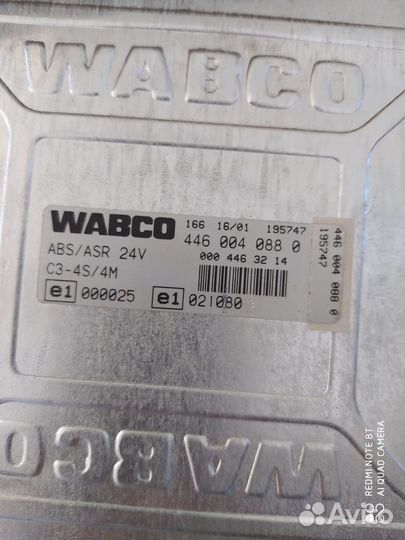 WABCO
WABCO 166 16/01 195747
446 004 088 0
ABS/ASR 24V
000 446 32 14
C3-4S/4M
e1 000025 e1 021080
446 004 088 0
195747
WABCO
REDMI NOTE 8T
AI QUAD CAMERA
Avito